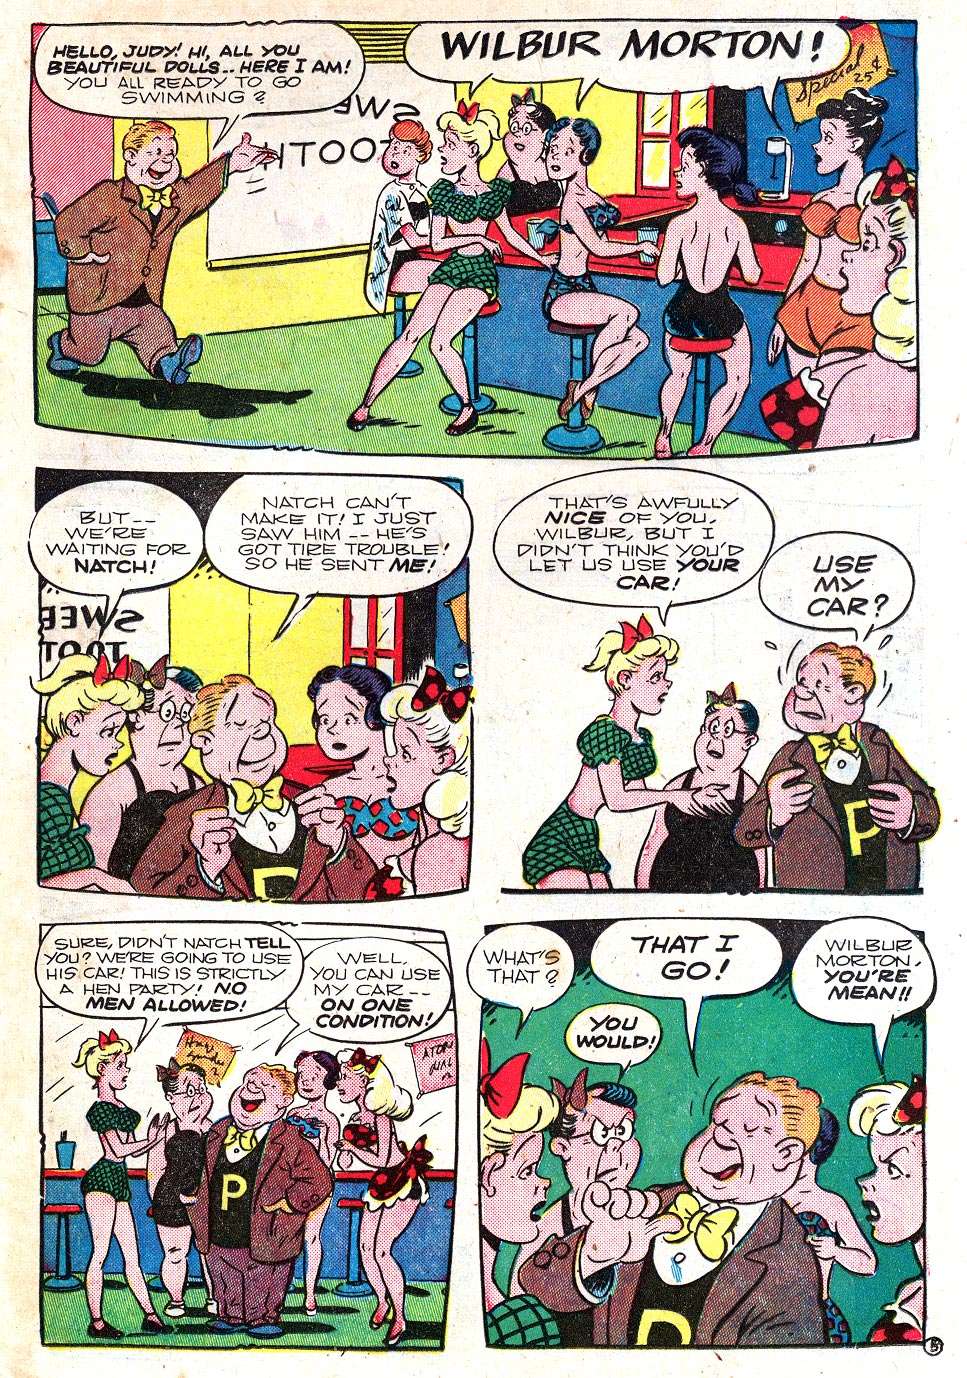 HELLO, JUDY! HI, ALL YOU
BEAUTIFUL DOLLS.. HERE I AM!
YOU ALL READY TO GO
SWIMMING?
WILBUR MORTON!
Special
25¢
SWE
TOOTH
BUT--
WE'RE
WAITING FOR
NATCH!
NATCH CAN'T
MAKE IT! I JUST
SAW HIM -- HE'S
GOT TIRE TROUBLE!
SO HE SENT ME!
SWEE
TOOT
THAT'S AWFULLY
NICE OF YOU,
WILBUR, BUT I
DIDN'T THINK YOU'D
LET US USE YOUR
CAR!
USE
MY
CAR?
P
SURE, DIDN'T NATCH TELL
YOU? WE'RE GOING TO USE
HIS CAR! THIS IS STRICTLY
A HEN PARTY! NO
MEN ALLOWED!
WELL,
YOU CAN USE
MY CAR --
ON ONE
CONDITION!
P
WHAT'S
THAT?
YOU
WOULD!
THAT I
GO!
WILBUR
MORTON,
YOU'RE
MEAN!!
P